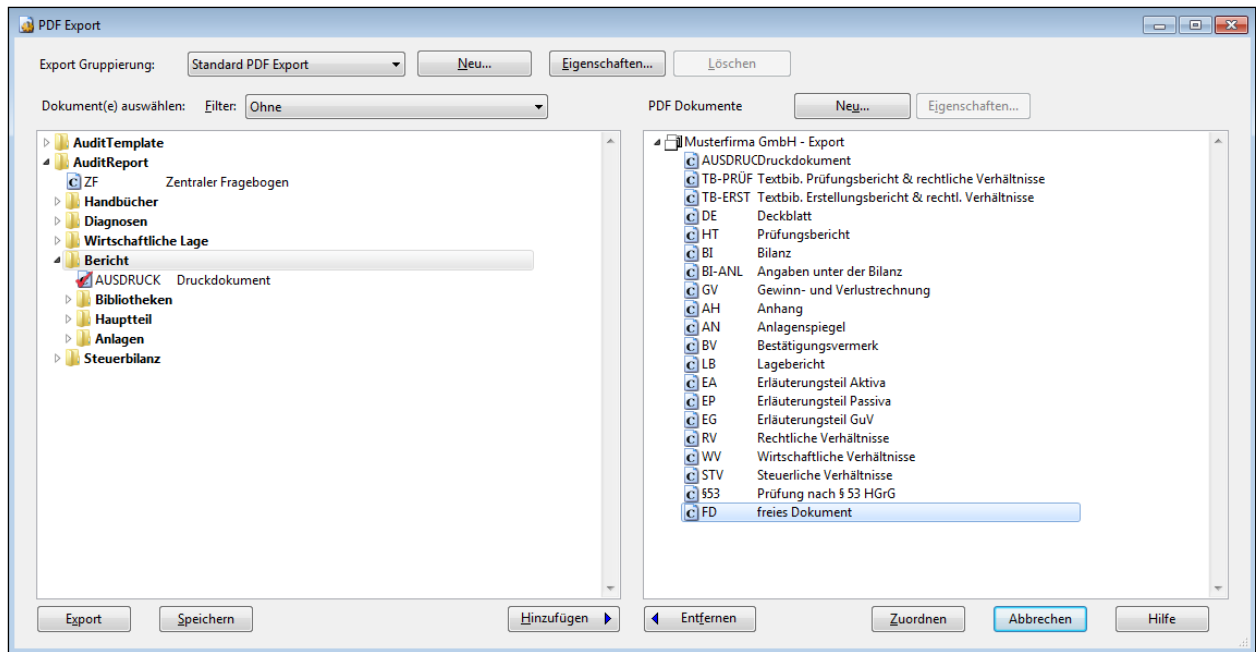 PDF Export
Export Gruppierung: Standard PDF Export Neu... Eigenschaften... Löschen
Dokument(e) auswählen: Filter: Ohne PDF Dokumente Neu... Eigenschaften...
AuditTemplate
AuditReport
ZF Zentraler Fragebogen
Handbücher
Diagnosen
Wirtschaftliche Lage
Bericht
AUSDRUCK Druckdokument
Bibliotheken
Hauptteil
Anlagen
Steuerbilanz
Musterfirma GmbH - Export
AUSDRUCDruckdokument
TB-PRÜF Textbib. Prüfungsbericht & rechtliche Verhältnisse
TB-ERST Textbib. Erstellungsbericht & rechtl. Verhältnisse
DE Deckblatt
HT Prüfungsbericht
BI Bilanz
BI-ANL Angaben unter der Bilanz
GV Gewinn- und Verlustrechnung
AH Anhang
AN Anlagenspiegel
BV Bestätigungsvermerk
LB Lagebericht
EA Erläuterungsteil Aktiva
EP Erläuterungsteil Passiva
EG Erläuterungsteil GuV
RV Rechtliche Verhältnisse
WV Wirtschaftliche Verhältnisse
STV Steuerliche Verhältnisse
§53 Prüfung nach § 53 HGrG
FD freies Dokument
Export Speichern Hinzufügen Entfernen Zuordnen Abbrechen Hilfe